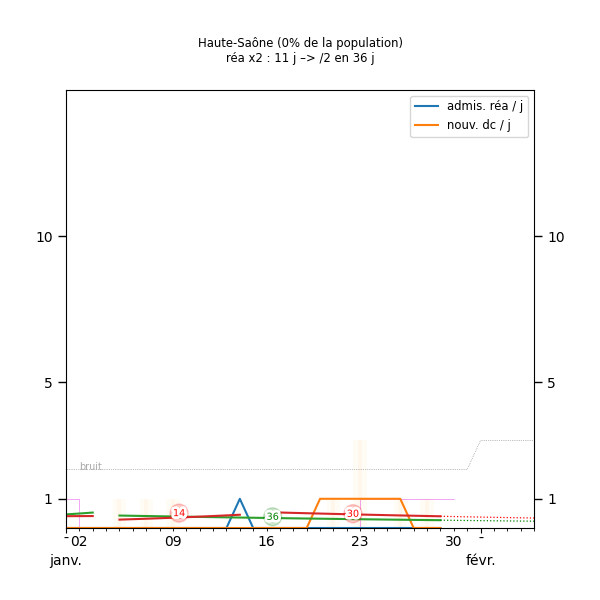 Haute-Saône (0% de la population)
réa x2 : 11 j –> /2 en 36 j
admis. réa / j
nouv. dc / j
10 10
5 5
bruit
1 1
14 36 30
02 09 16 23 30
janv. févr.